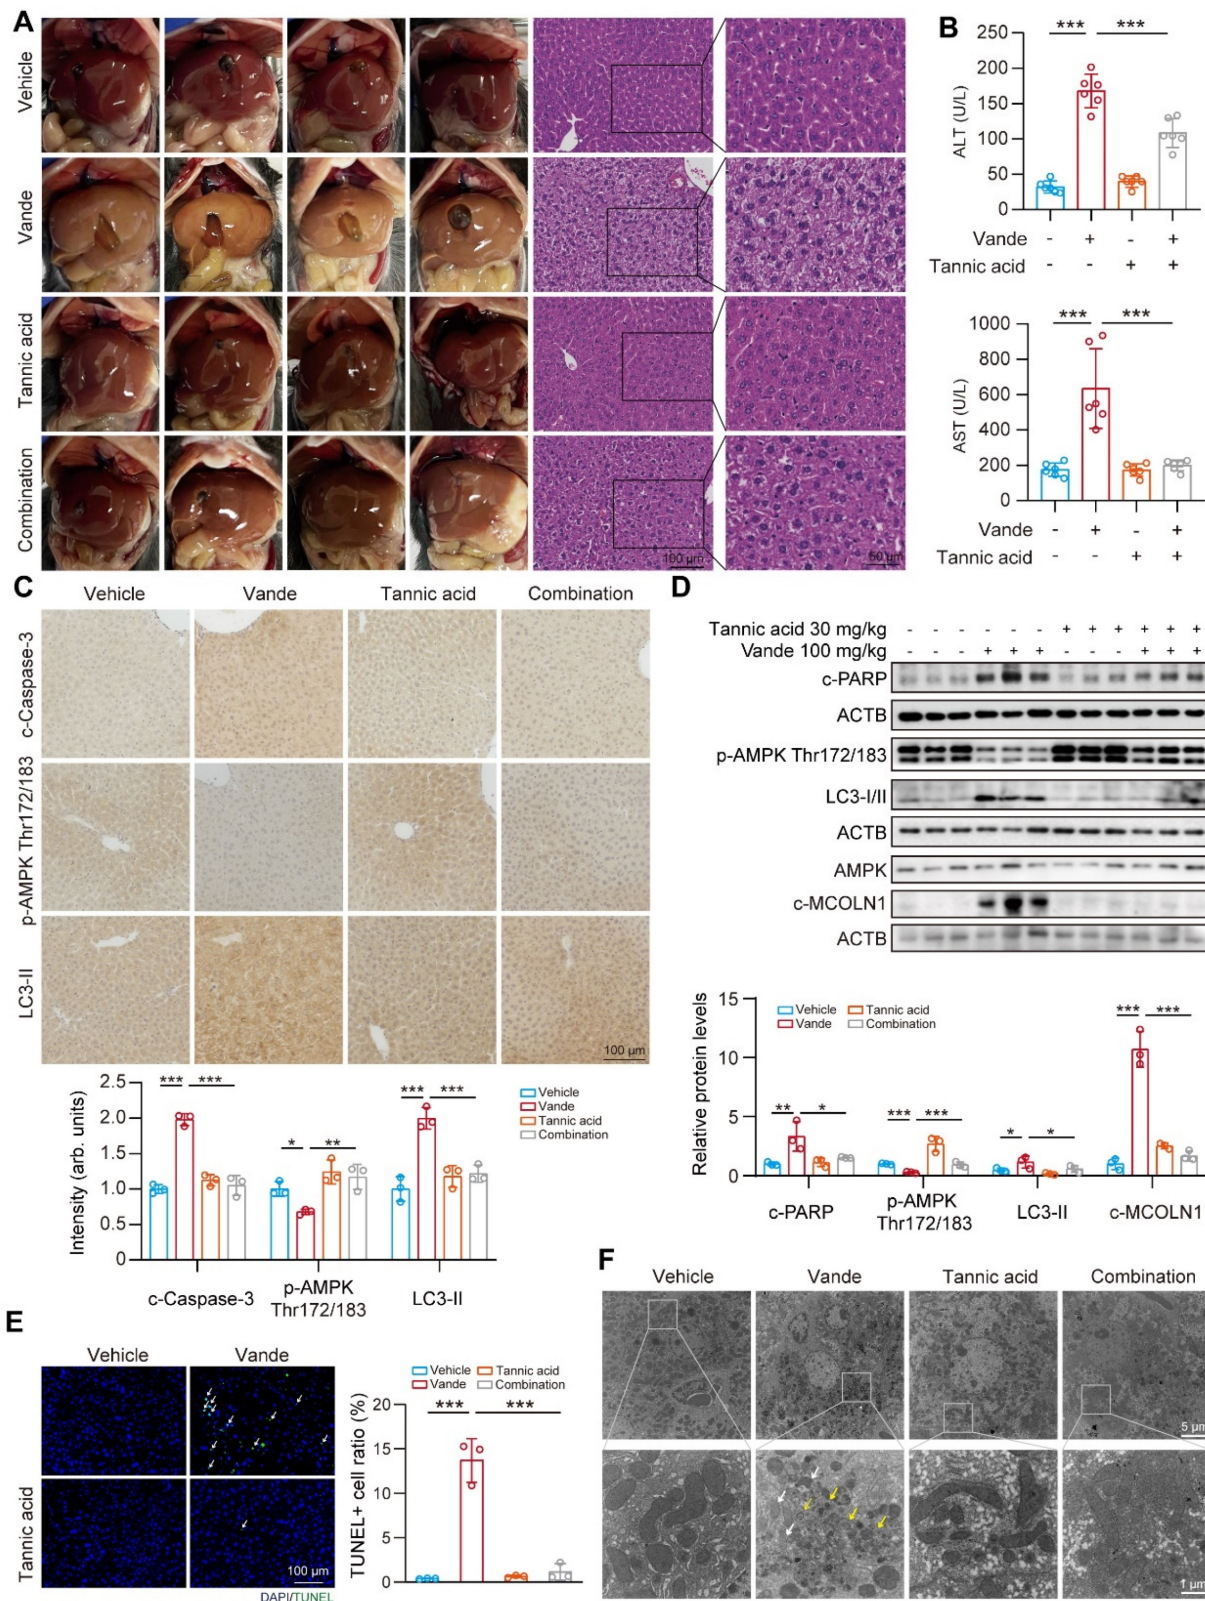 A
Vehicle
Vande
Tannic acid
Combination
100 µm
50 µm
B
*** ***
ALT (U/L)
250
200
150
100
50
0
Vande - + - +
Tannic acid - - + +
*** ***
AST (U/L)
1000
800
600
400
200
0
Vande - + - +
Tannic acid - - + +
C
Vehicle Vande Tannic acid Combination
c-Caspase-3
p-AMPK Thr172/183
LC3-II
100 µm
Intensity (arb. units)
2.5
2.0
1.5
1.0
0.5
0
*** *** * ** *** ***
Vehicle
Vande
Tannic acid
Combination
c-Caspase-3 p-AMPK Thr172/183 LC3-II
D
Tannic acid 30 mg/kg - - - - - - + + + + + +
Vande 100 mg/kg - - - + + + - - - + + +
c-PARP
ACTB
p-AMPK Thr172/183
LC3-I/II
ACTB
AMPK
c-MCOLN1
ACTB
Relative protein levels
15
10
5
0
Vehicle Tannic acid
Vande Combination
** * *** *** * * *** ***
c-PARP p-AMPK Thr172/183 LC3-II c-MCOLN1
E
Vehicle Vande
Tannic acid
100 µm
DAPI/TUNEL
Vehicle Tannic acid
Vande Combination
TUNEL+ cell ratio (%)
20
15
10
5
0
*** ***
F
Vehicle Vande Tannic acid Combination
5 µm
1 µm